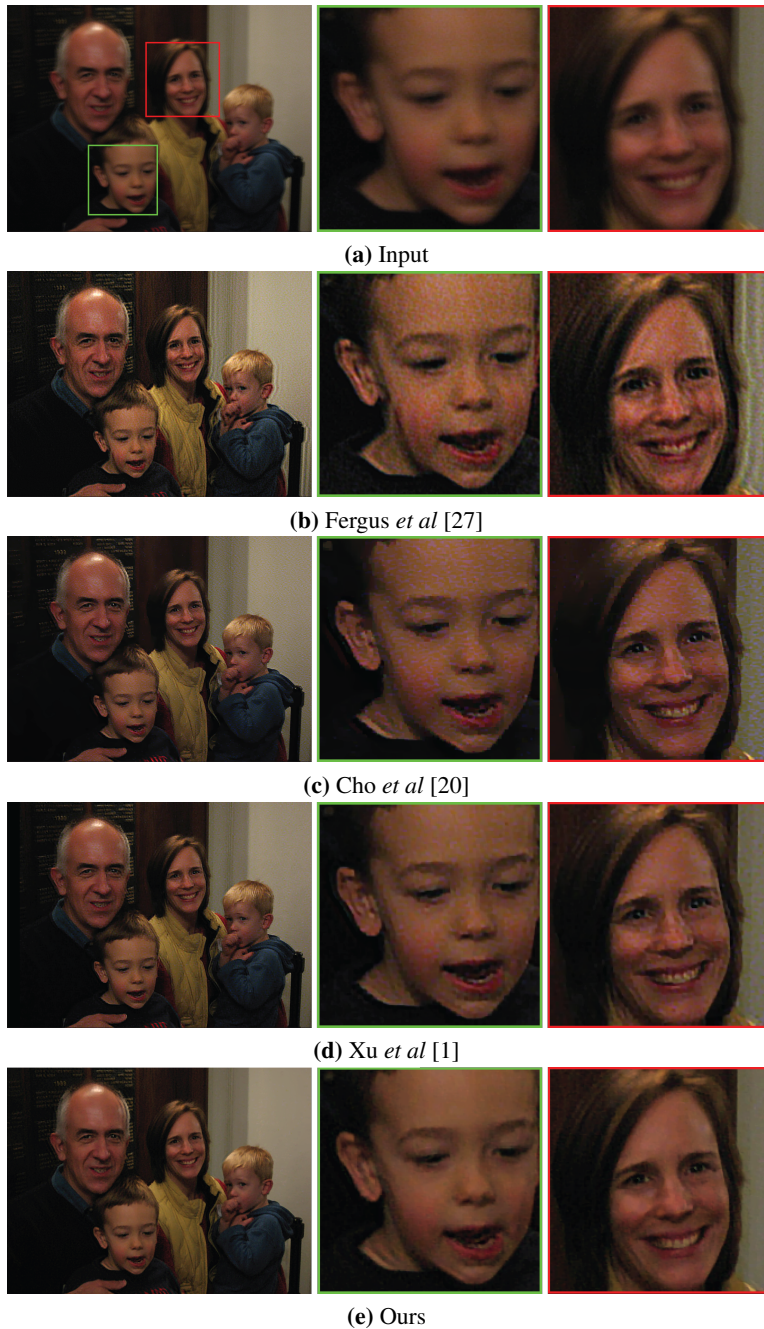 (a) Input
(b) Fergus et al [27]
(c) Cho et al [20]
(d) Xu et al [1]
(e) Ours